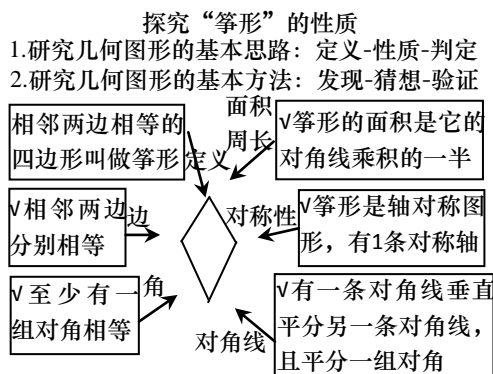 探究“筝形”的性质
1.研究几何图形的基本思路：定义-性质-判定
2.研究几何图形的基本方法：发现-猜想-验证
相邻两边相等的
四边形叫做筝形
定义
面积
周长
√筝形的面积是它的
对角线乘积的一半
√相邻两边
分别相等
边
对称性
√筝形是轴对称图
形，有1条对称轴
√至少有一
组对角相等
角
对角线
√有一条对角线垂直
平分另一条对角线，
且平分一组对角